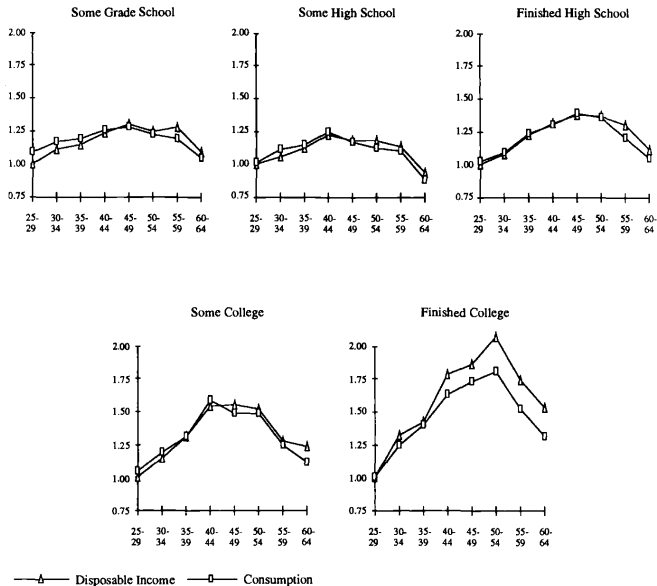 Some Grade School
Some High School
Finished High School
2.00
1.75
1.50
1.25
1.00
0.75
25- 30- 35- 40- 45- 50- 55- 60-
29 34 39 44 49 54 59 64
2.00
1.75
1.50
1.25
1.00
0.75
25- 30- 35- 40- 45- 50- 55- 60-
29 34 39 44 49 54 59 64
2.00
1.75
1.50
1.25
1.00
0.75
25- 30- 35- 40- 45- 50- 55- 60-
29 34 39 44 49 54 59 64
Some College
Finished College
2.00
1.75
1.50
1.25
1.00
0.75
25- 30- 35- 40- 45- 50- 55- 60-
29 34 39 44 49 54 59 64
2.00
1.75
1.50
1.25
1.00
0.75
25- 30- 35- 40- 45- 50- 55- 60-
29 34 39 44 49 54 59 64
Disposable Income Consumption